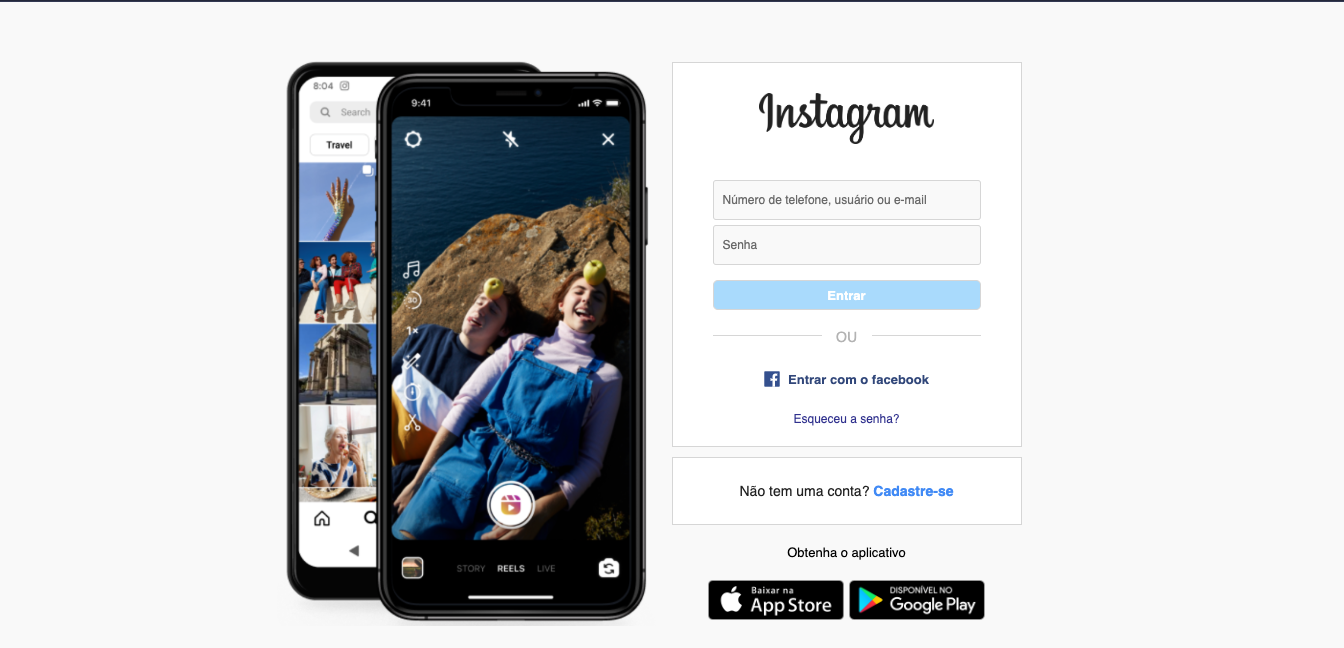 8:04
Search
Travel
9:41
30
1x
STORY REELS LIVE
Instagram
Número de telefone, usuário ou e-mail
Senha
Entrar
OU
Entrar com o facebook
Esqueceu a senha?
Não tem uma conta? Cadastre-se
Obtenha o aplicativo
Baixar na
App Store
DISPONÍVEL NO
Google Play